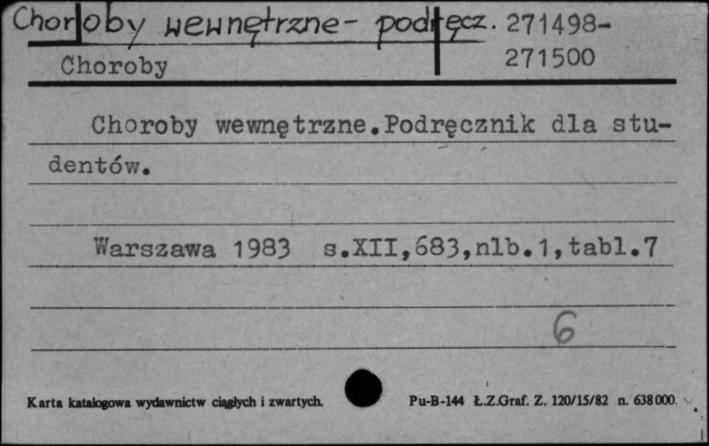 Choroby wewnętrzne - podręcz. 271498-
Choroby 271500
Choroby wewnętrzne.Podręcznik dla stu-
dentów.
Warszawa 1983 s.XII,683,nlb.1,tabl.7
6
Karta katalogowa wydawnictw ciągłych i zwartych. Pu-B-144 Ł.Z.Graf. Z. 120/15/82 n. 638000.